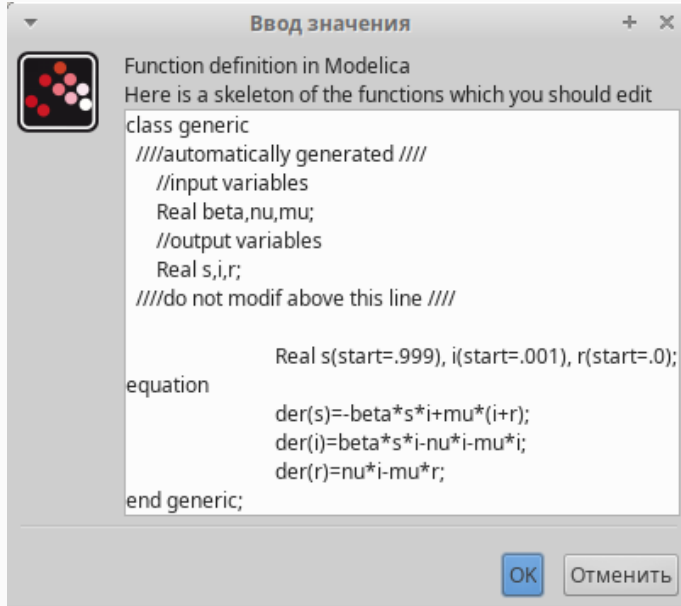 Ввод значения
Function definition in Modelica
Here is a skeleton of the functions which you should edit
class generic
////automatically generated ////
//input variables
Real beta,nu,mu;
//output variables
Real s,i,r;
////do not modif above this line ////
Real s(start=.999), i(start=.001), r(start=.0);
equation
der(s)=-beta*s*i+mu*(i+r);
der(i)=beta*s*i-nu*i-mu*i;
der(r)=nu*i-mu*r;
end generic;
OK Отменить